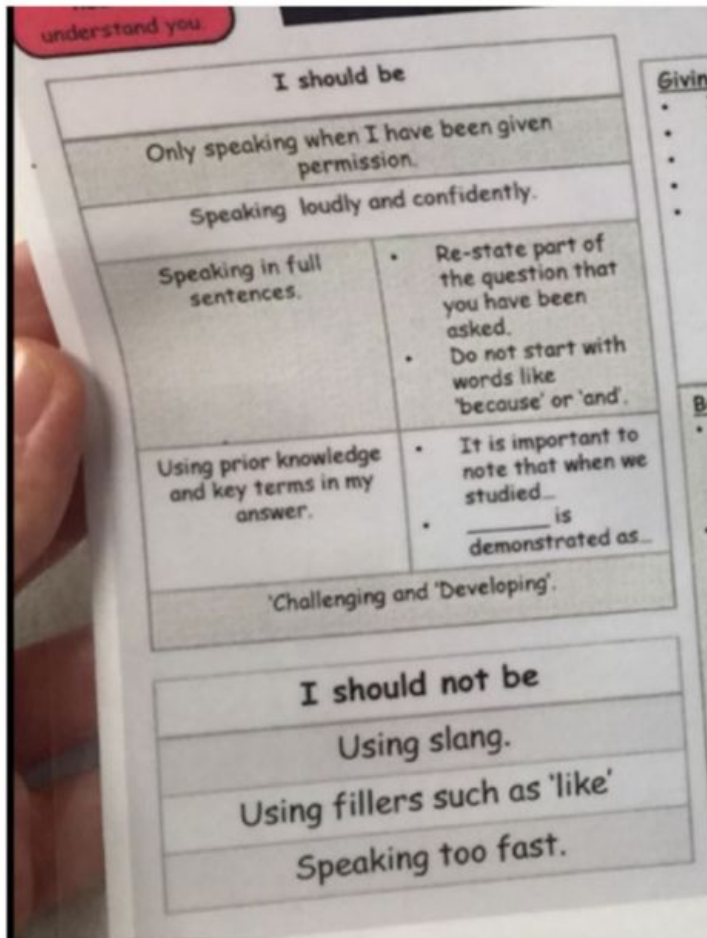 understand you.
I should be
Only speaking when I have been given
permission.
Speaking loudly and confidently.
Speaking in full
sentences.
• Re-state part of
the question that
you have been
asked.
• Do not start with
words like
'because' or 'and'.
Using prior knowledge
and key terms in my
answer.
• It is important to
note that when we
studied...
• ________ is
demonstrated as...
'Challenging and 'Developing'.
I should not be
Using slang.
Using fillers such as 'like'
Speaking too fast.
Givin